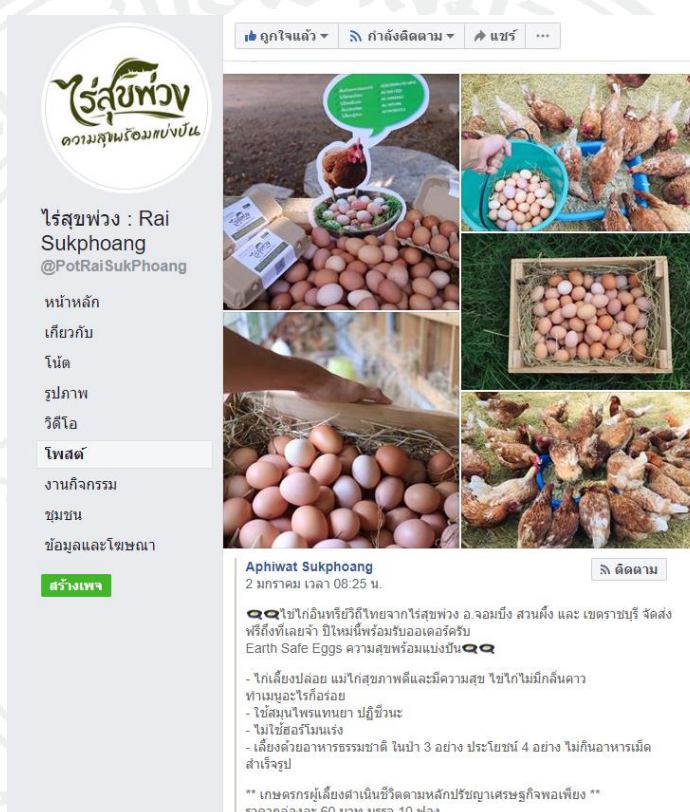 ถูกใจแล้ว กำลังติดตาม แชร์ ...
ไร่สุขพ่วง
ความสุขพร้อมแบ่งปัน
ไร่สุขพ่วง : Rai
Sukphoang
@PotRaiSukPhoang
หน้าหลัก
เกี่ยวกับ
โน้ต
รูปภาพ
วิดีโอ
โพสต์
งานกิจกรรม
ชุมชน
ข้อมูลและโฆษณา
สร้างเพจ
Aphiwat Sukphoang
ติดตาม
2 มกราคม เวลา 08:25 น.
ไข่ไก่อินทรีย์วิถีไทยจากไร่สุขพ่วง อ.จอมบึง สวนผึ้ง และ เขตราชบุรี จัดส่ง
ฟรีถึงที่เลยจ้า ปีใหม่นี้พร้อมรับออเดอร์ครับ
Earth Safe Eggs ความสุขพร้อมแบ่งปัน
- ไก่เลี้ยงปล่อย แม่ไก่สุขภาพดีและมีความสุข ไข่ไก่ไม่มีกลิ่นคาว
ทำเมนูอะไรก็อร่อย
- ใช้สมุนไพรแทนยา ปฏิชีวนะ
- ไม่ใช้ฮอร์โมนเร่ง
- เลี้ยงด้วยอาหารธรรมชาติ ในป่า 3 อย่าง ประโยชน์ 4 อย่าง ไม่กินอาหารเม็ด
สำเร็จรูป
** เกษตรกรผู้เลี้ยงดำเนินชีวิตตามหลักปรัชญาเศรษฐกิจพอเพียง **
ราคากล่องละ 60 บาท บรรจุ 10 ฟอง